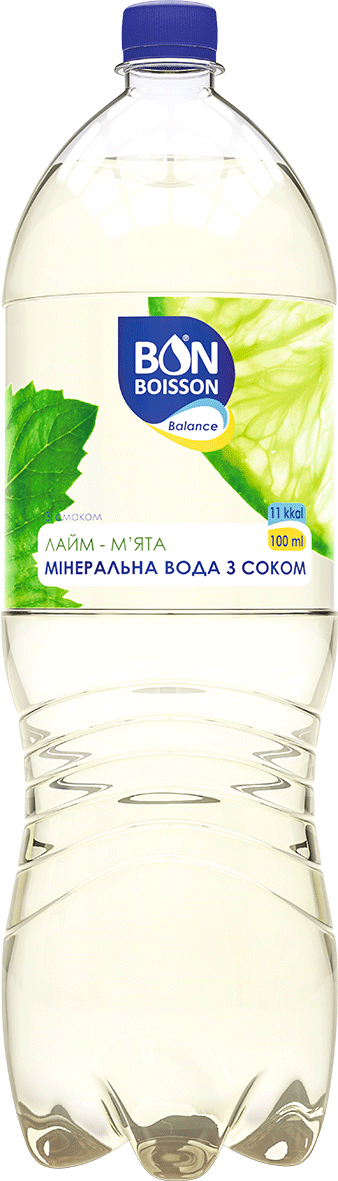 BON®
BOISSON
Balance
З смаком
11 kkal
100 ml
ЛАЙМ - М'ЯТА
МІНЕРАЛЬНА ВОДА З СОКОМ